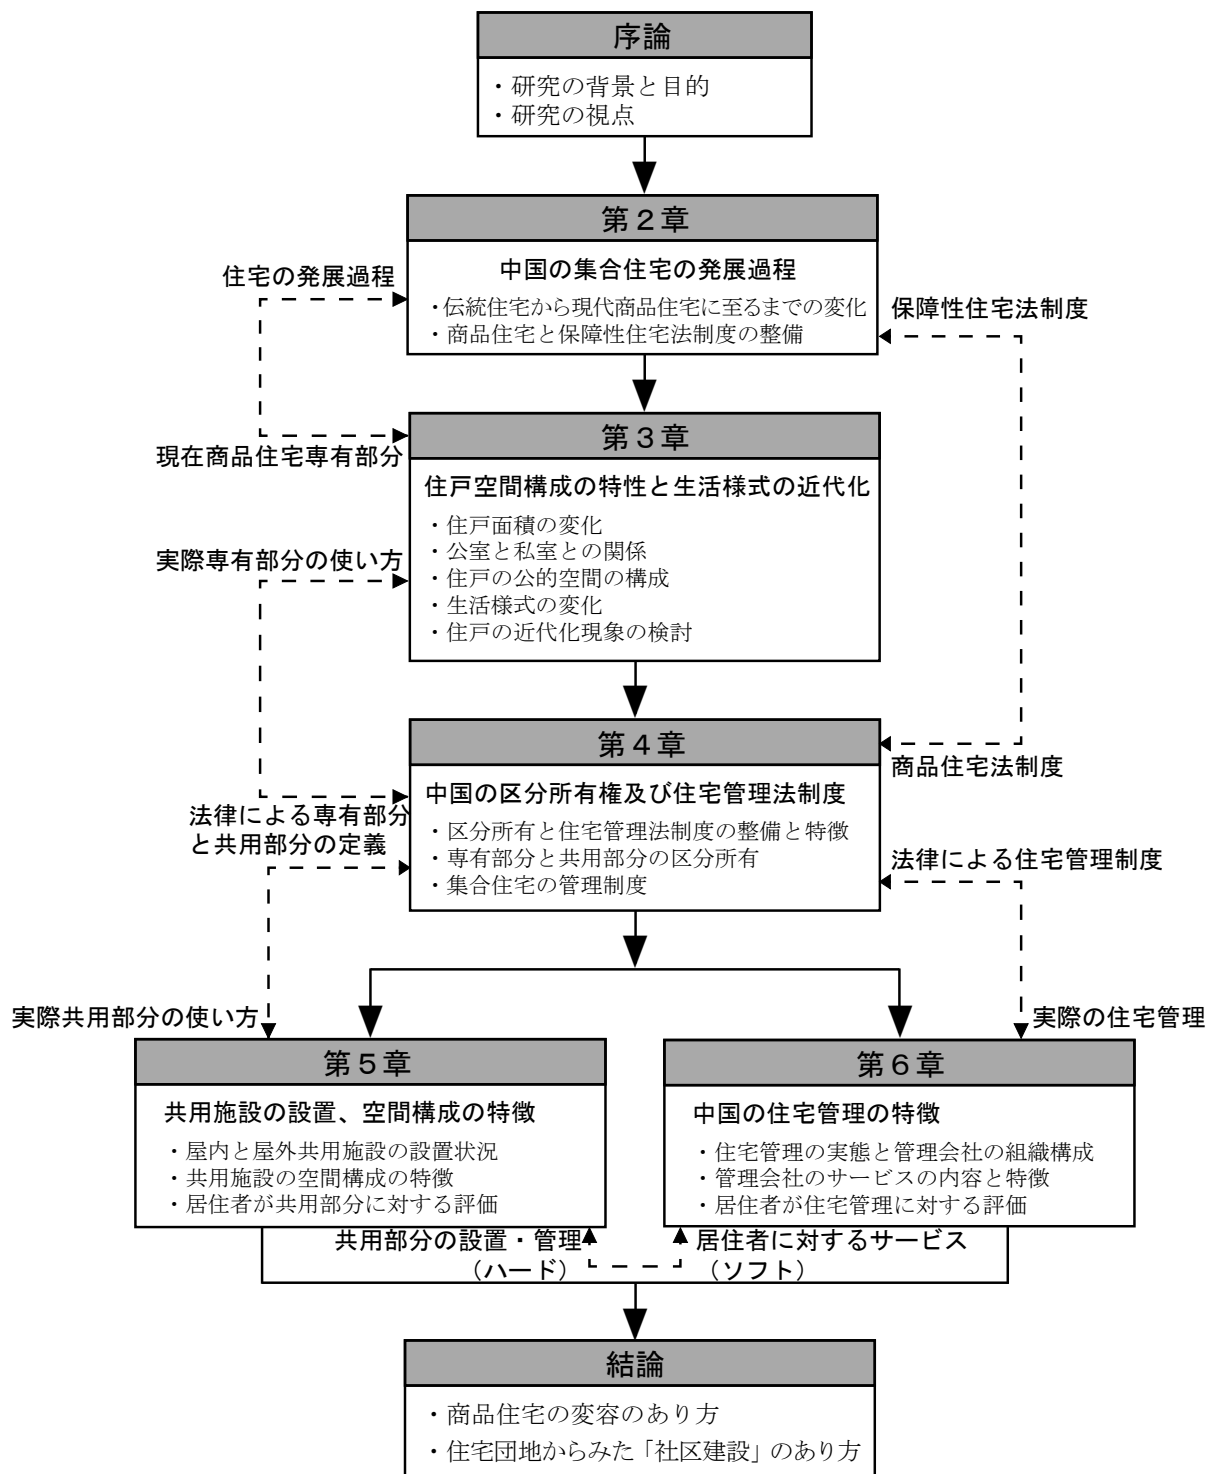 序論
・研究の背景と目的
・研究の視点
第２章
中国の集合住宅の発展過程
・伝統住宅から現代商品住宅に至るまでの変化
・商品住宅と保障性住宅法制度の整備
住宅の発展過程
保障性住宅法制度
現在商品住宅専有部分
第３章
住戸空間構成の特性と生活様式の近代化
・住戸面積の変化
・公室と私室との関係
・住戸の公的空間の構成
・生活様式の変化
・住戸の近代化現象の検討
実際専有部分の使い方
商品住宅法制度
第４章
中国の区分所有権及び住宅管理法制度
・区分所有と住宅管理法制度の整備と特徴
・専有部分と共用部分の区分所有
・集合住宅の管理制度
法律による専有部分
と共用部分の定義
法律による住宅管理制度
実際共用部分の使い方
実際の住宅管理
第５章
共用施設の設置、空間構成の特徴
・屋内と屋外共用施設の設置状況
・共用施設の空間構成の特徴
・居住者が共用部分に対する評価
第６章
中国の住宅管理の特徴
・住宅管理の実態と管理会社の組織構成
・管理会社のサービスの内容と特徴
・居住者が住宅管理に対する評価
共用部分の設置・管理
（ハード）
居住者に対するサービス
（ソフト）
結論
・商品住宅の変容のあり方
・住宅団地からみた「社区建設」のあり方